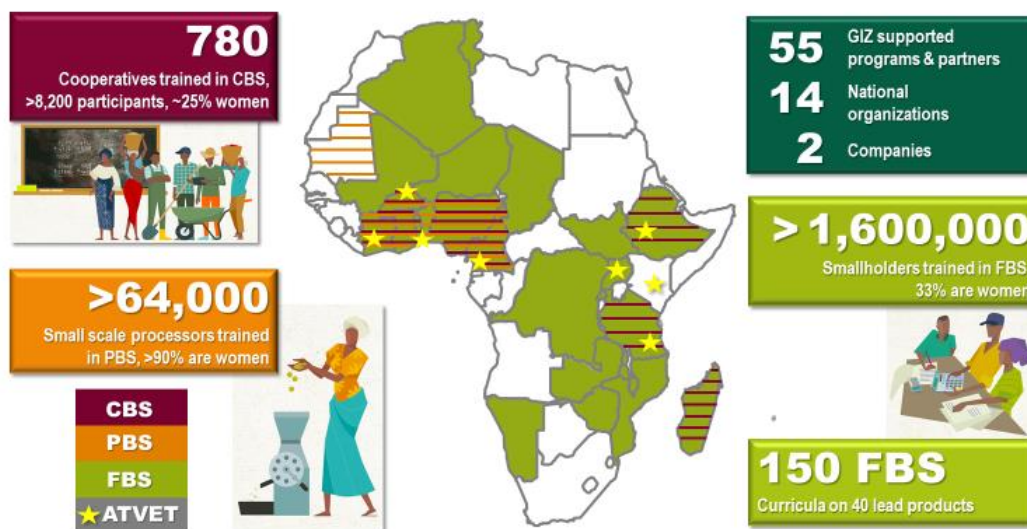 780
Cooperatives trained in CBS,
>8,200 participants, ~25% women
>64,000
Small scale processors trained
in PBS, >90% are women
CBS
PBS
FBS
ATVET
55 GIZ supported
programs & partners
14 National
organizations
2 Companies
> 1,600,000
Smallholders trained in FBS
33% are women
150 FBS
Curricula on 40 lead products